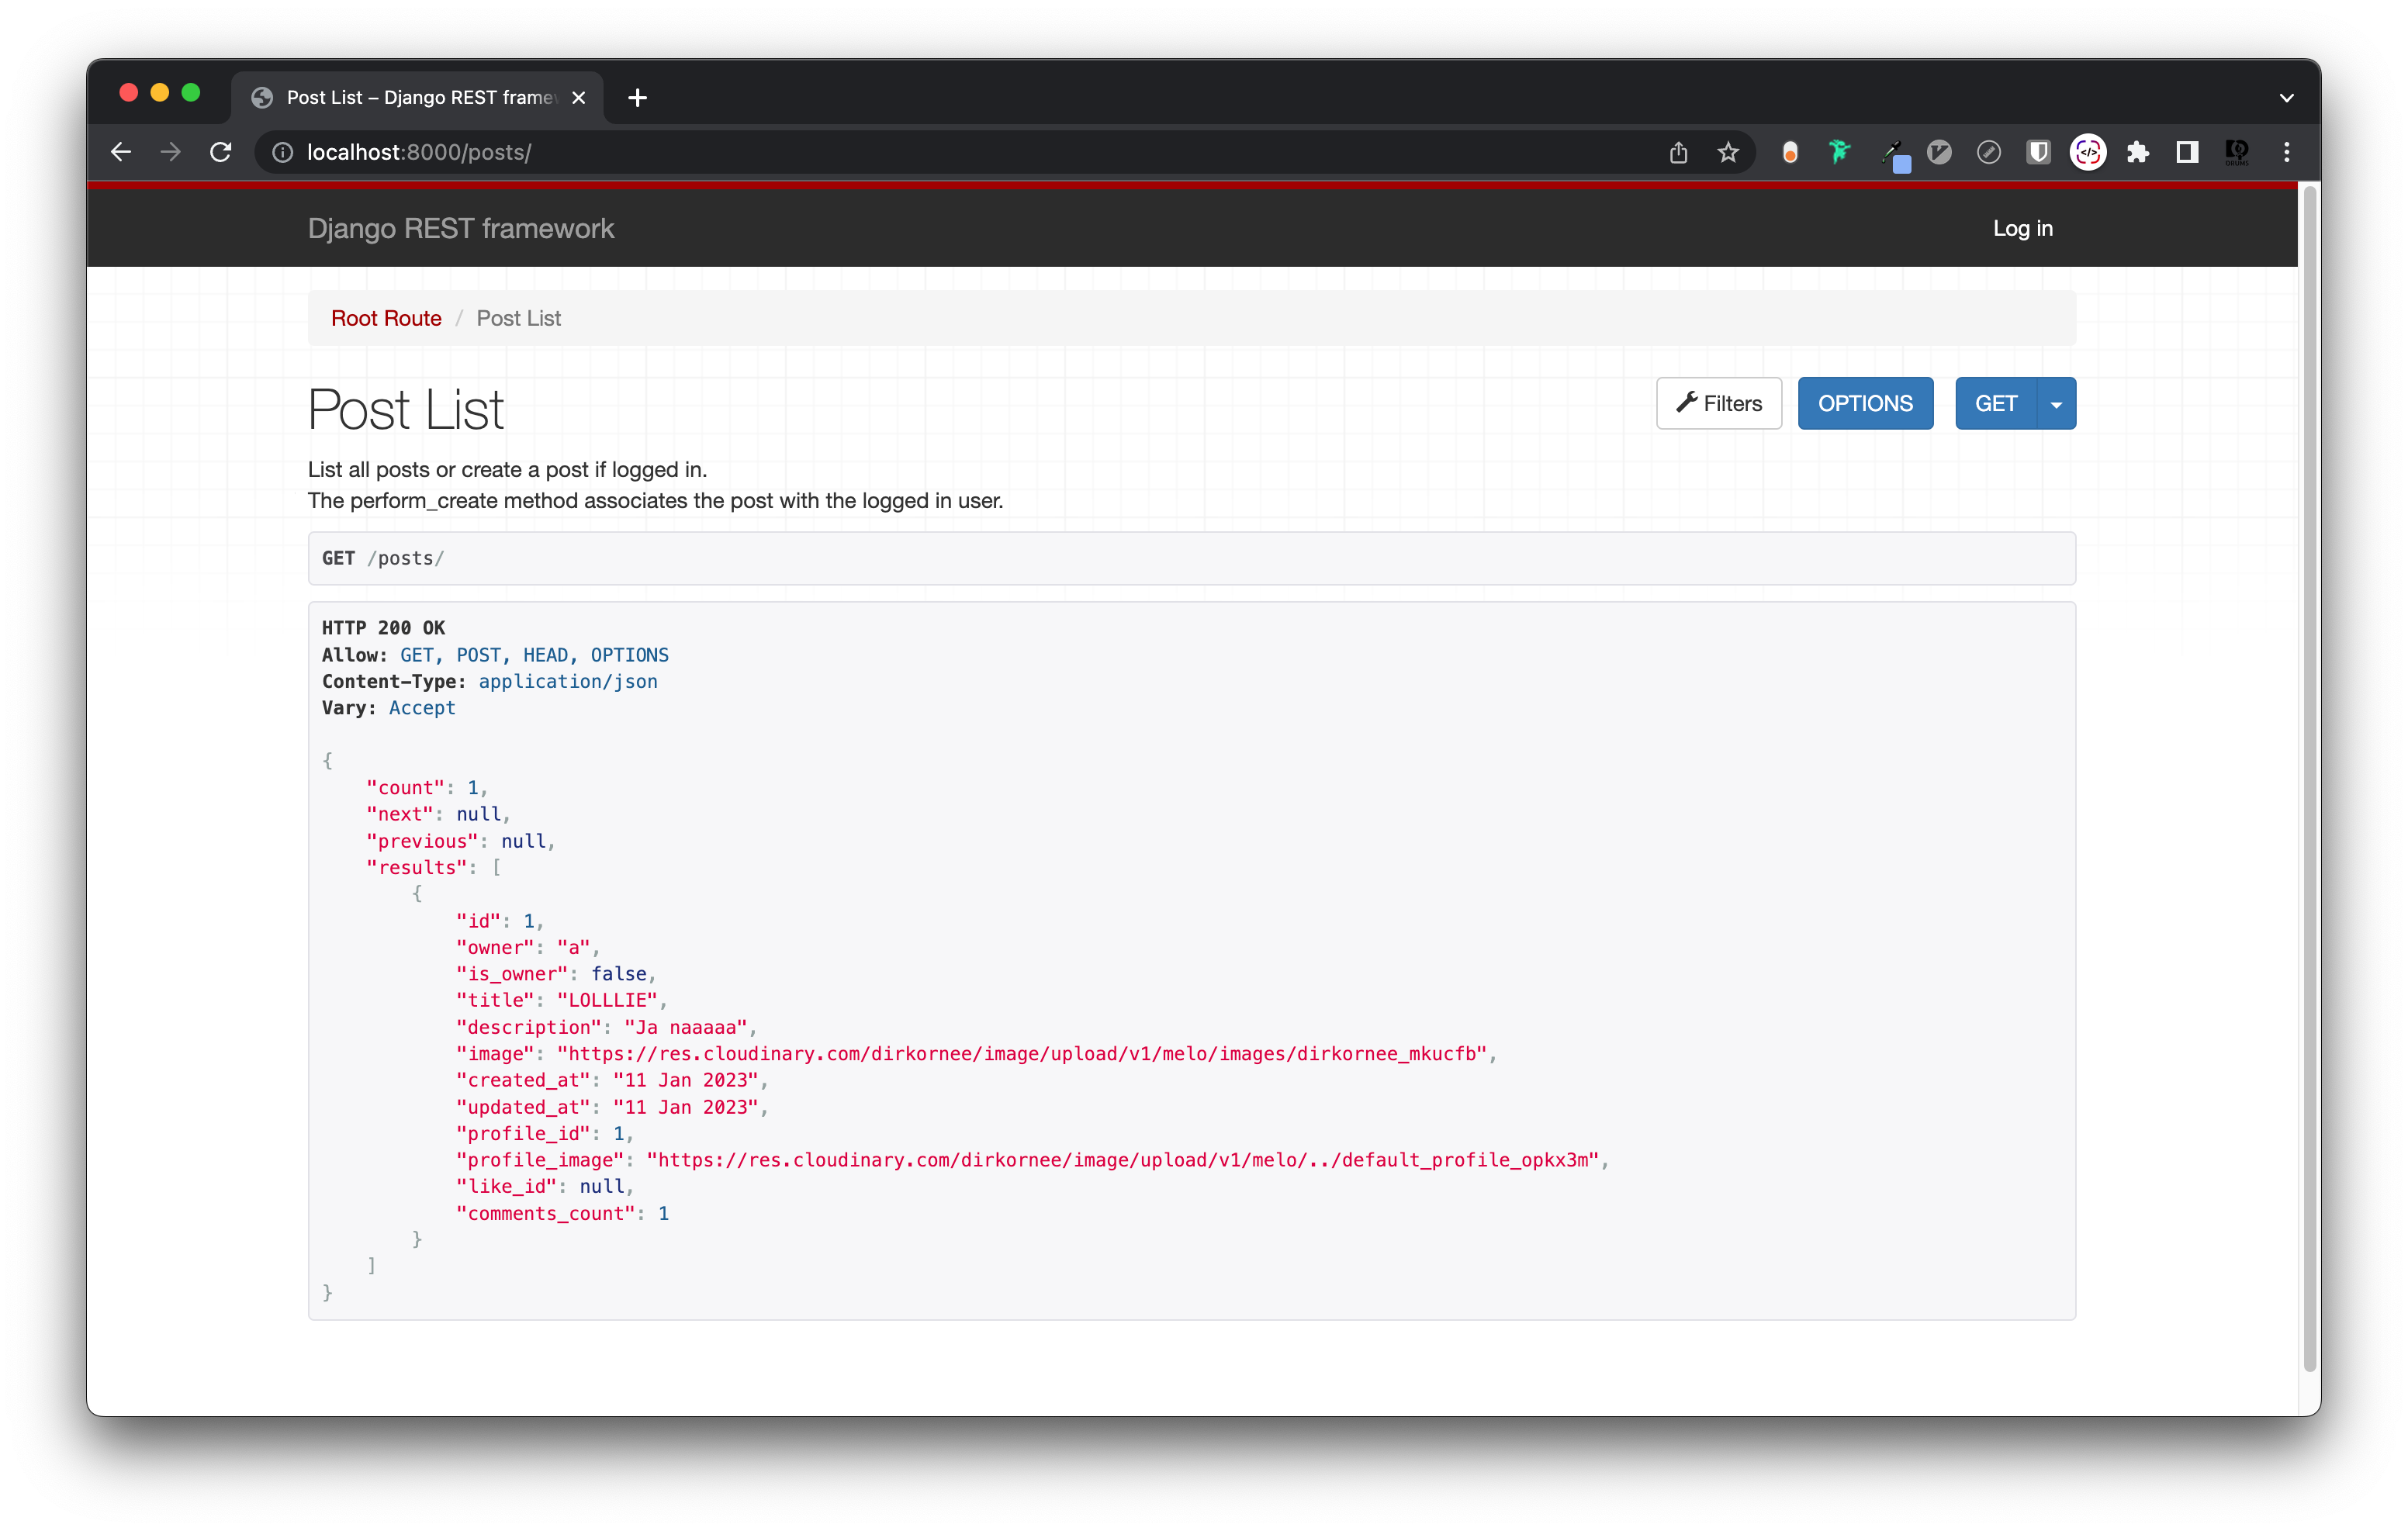 Post List – Django REST frame
localhost:8000/posts/
Django REST framework
Log in
Root Route / Post List
Post List
Filters
OPTIONS
GET
List all posts or create a post if logged in.
The perform_create method associates the post with the logged in user.
GET /posts/
HTTP 200 OK
Allow: GET, POST, HEAD, OPTIONS
Content-Type: application/json
Vary: Accept
{
    "count": 1,
    "next": null,
    "previous": null,
    "results": [
        {
            "id": 1,
            "owner": "a",
            "is_owner": false,
            "title": "LOLLLIE",
            "description": "Ja naaaaa",
            "image": "https://res.cloudinary.com/dirkornee/image/upload/v1/melo/images/dirkornee_mkucfb",
            "created_at": "11 Jan 2023",
            "updated_at": "11 Jan 2023",
            "profile_id": 1,
            "profile_image": "https://res.cloudinary.com/dirkornee/image/upload/v1/melo/../default_profile_opkx3m",
            "like_id": null,
            "comments_count": 1
        }
    ]
}